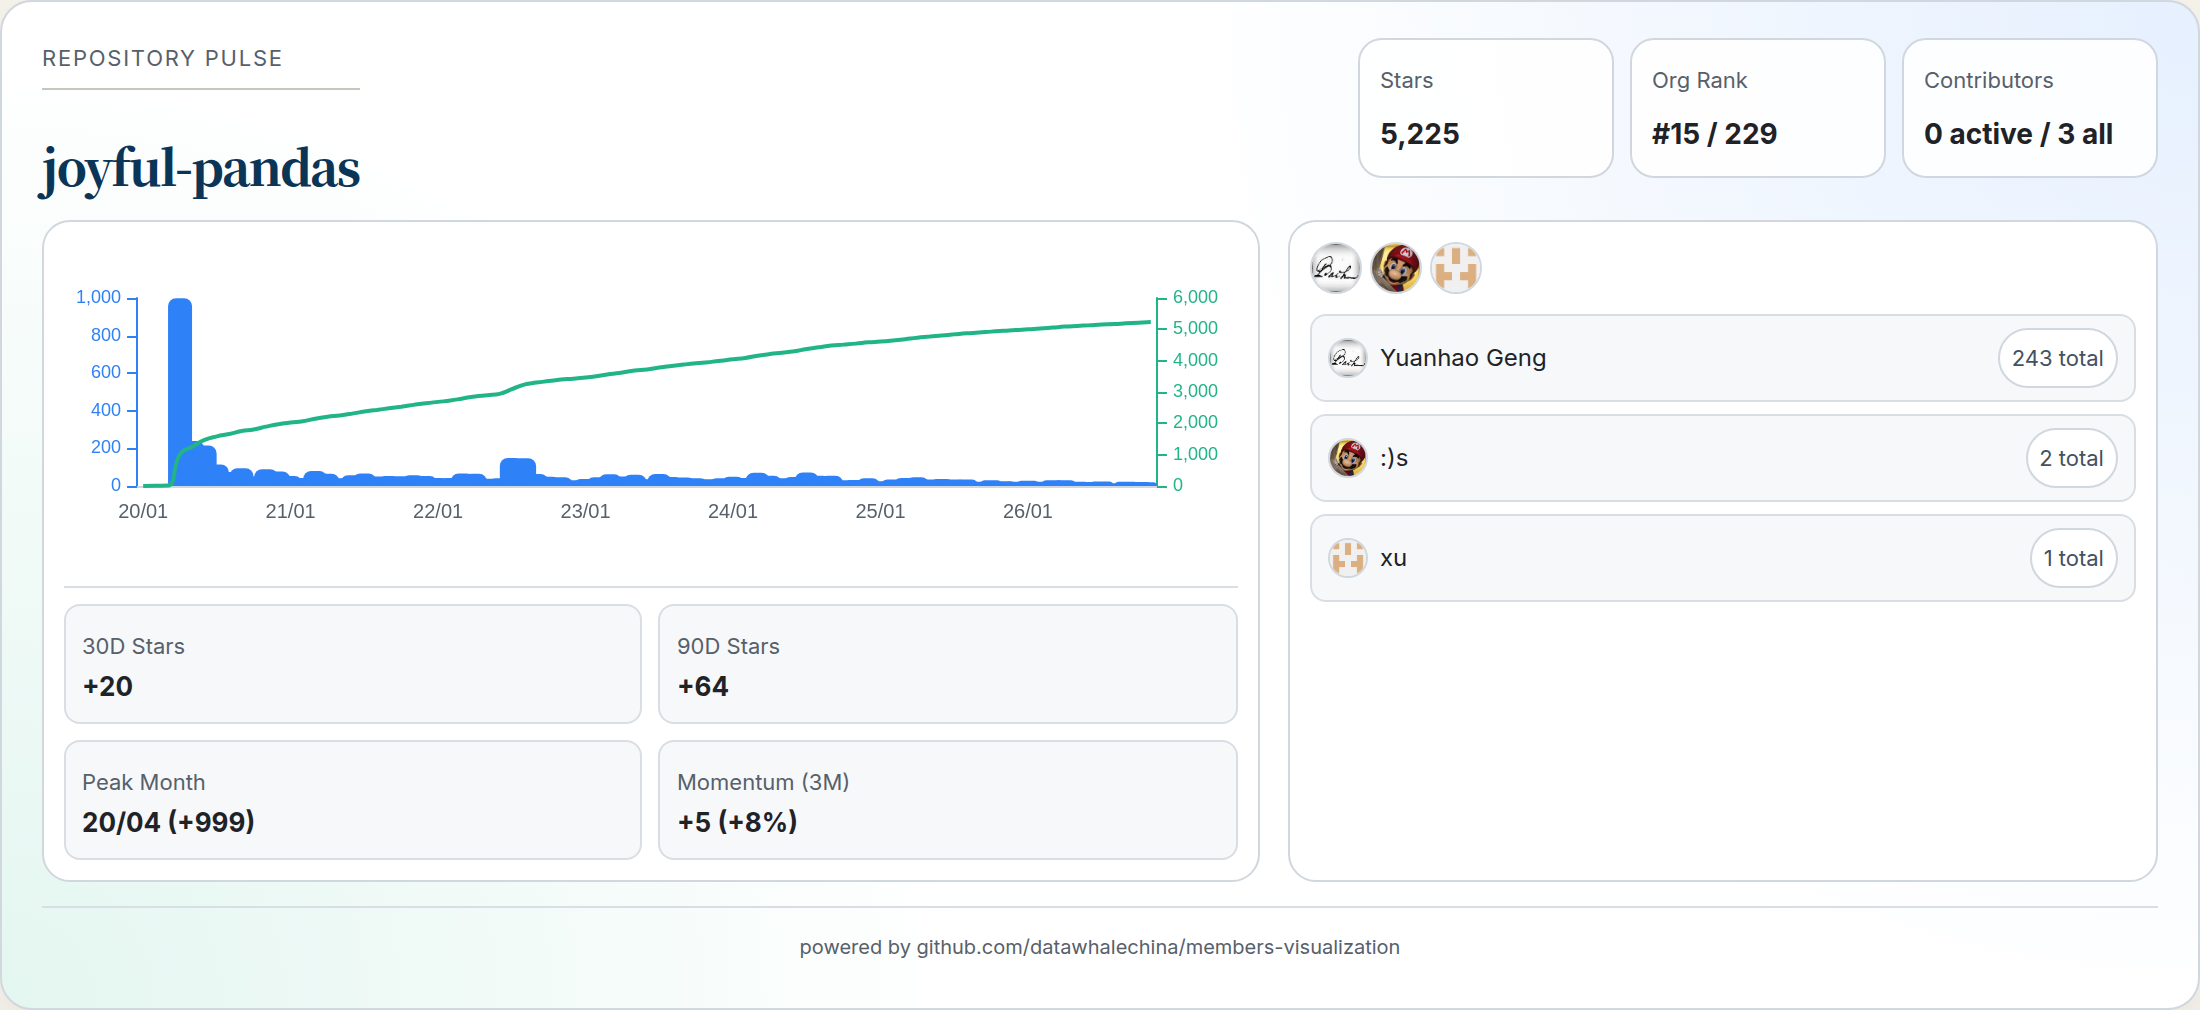 REPOSITORY PULSE
joyful-pandas
Stars
5,225
Org Rank
#15 / 229
Contributors
0 active / 3 all
1,000
800
600
400
200
0
6,000
5,000
4,000
3,000
2,000
1,000
0
20/01 21/01 22/01 23/01 24/01 25/01 26/01
30D Stars
+20
90D Stars
+64
Peak Month
20/04 (+999)
Momentum (3M)
+5 (+8%)
Yuanhao Geng
243 total
:)s
2 total
xu
1 total
powered by github.com/datawhalechina/members-visualization